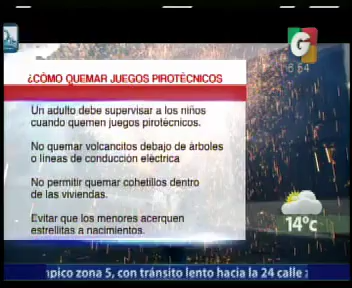 G
8:54
¿CÓMO QUEMAR JUEGOS PIROTÉCNICOS
Un adulto debe supervisar a los niños
cuando quemen juegos pirotécnicos.
No quemar volcancitos debajo de árboles
o líneas de conducción eléctrica
No permitir quemar cohetillos dentro
de las viviendas.
Evitar que los menores acerquen
estrellitas a nacimientos.
14°c
npico zona 5, con tránsito lento hacia la 24 calle